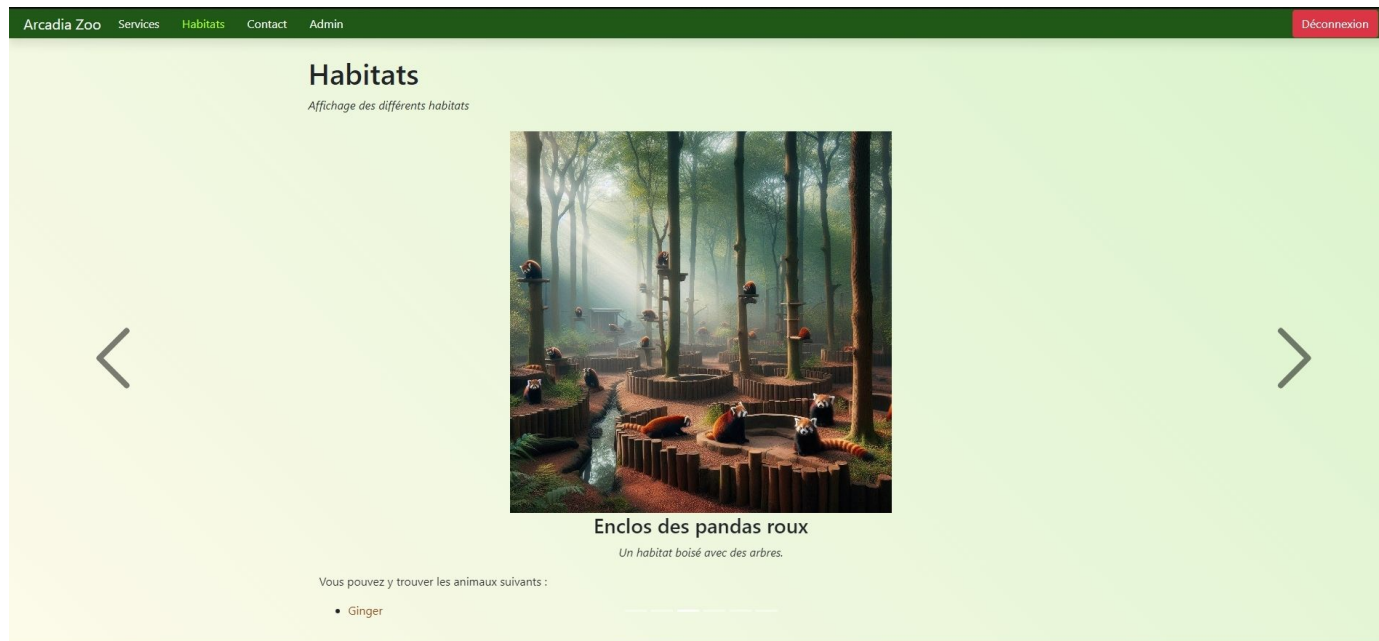 Arcadia Zoo Services Habitats Contact Admin Déconnexion
Habitats
Affichage des différents habitats
Enclos des pandas roux
Un habitat boisé avec des arbres.
Vous pouvez y trouver les animaux suivants :
• Ginger